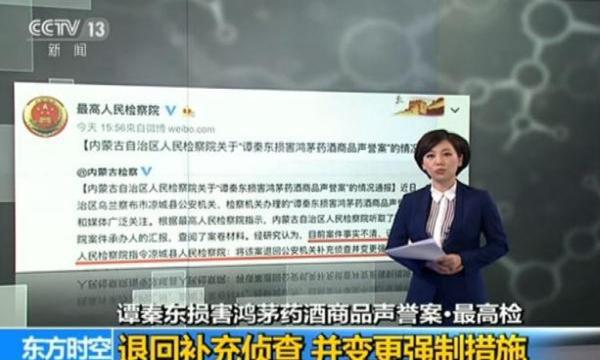 CCTV 13
新闻
最高人民检察院
今天 15:56来自微博 weibo.com
【内蒙古自治区人民检察院关于“谭秦东损害鸿茅药酒商品声誉案”的情况
@内蒙古检察
【内蒙古自治区人民检察院关于“谭秦东损害鸿茅药酒商品声誉案”的情况通报】近日
治区乌兰察布市凉城县公安机关、检察机关办理的“谭秦东损害鸿茅药酒商品声
和媒体广泛关注。根据最高人民检察院指示，内蒙古自治区人民检察院听取了
院案件承办人的汇报，查阅了案卷材料。经研究认为，目前案件事实不清，
人民检察院指令凉城县人民检察院：将该案退回公安机关补充侦查并变更强
谭秦东损害鸿茅药酒商品声誉案·最高检
东方时空
退回补充侦查 并变更强制措施